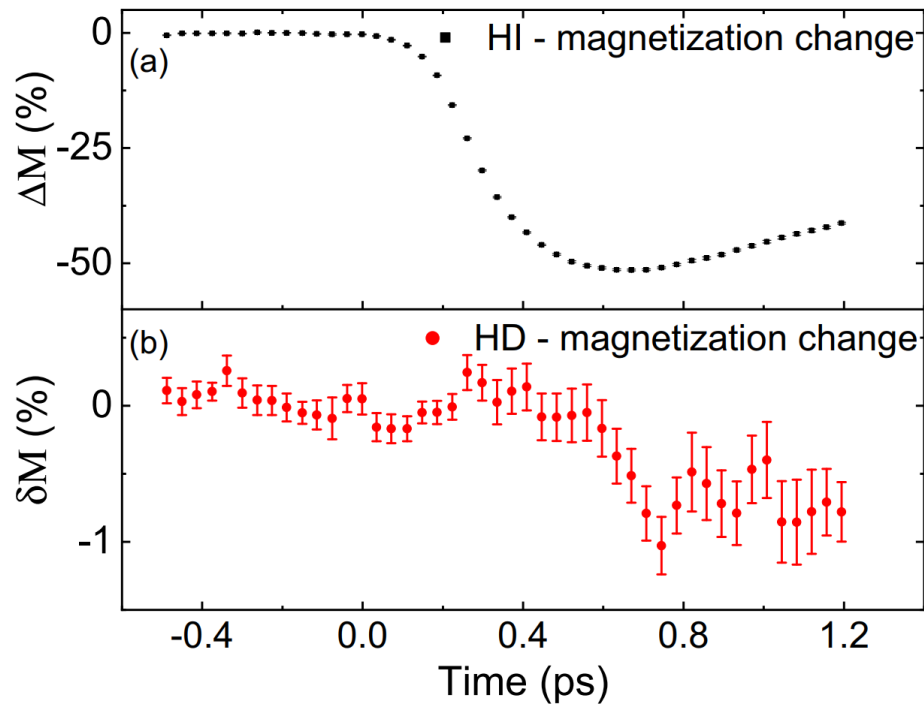 0
HI - magnetization change
(a)
ΔM (%)
-25
-50
(b)
HD - magnetization change
0
δM (%)
-1
-0.4 0.0 0.4 0.8 1.2
Time (ps)